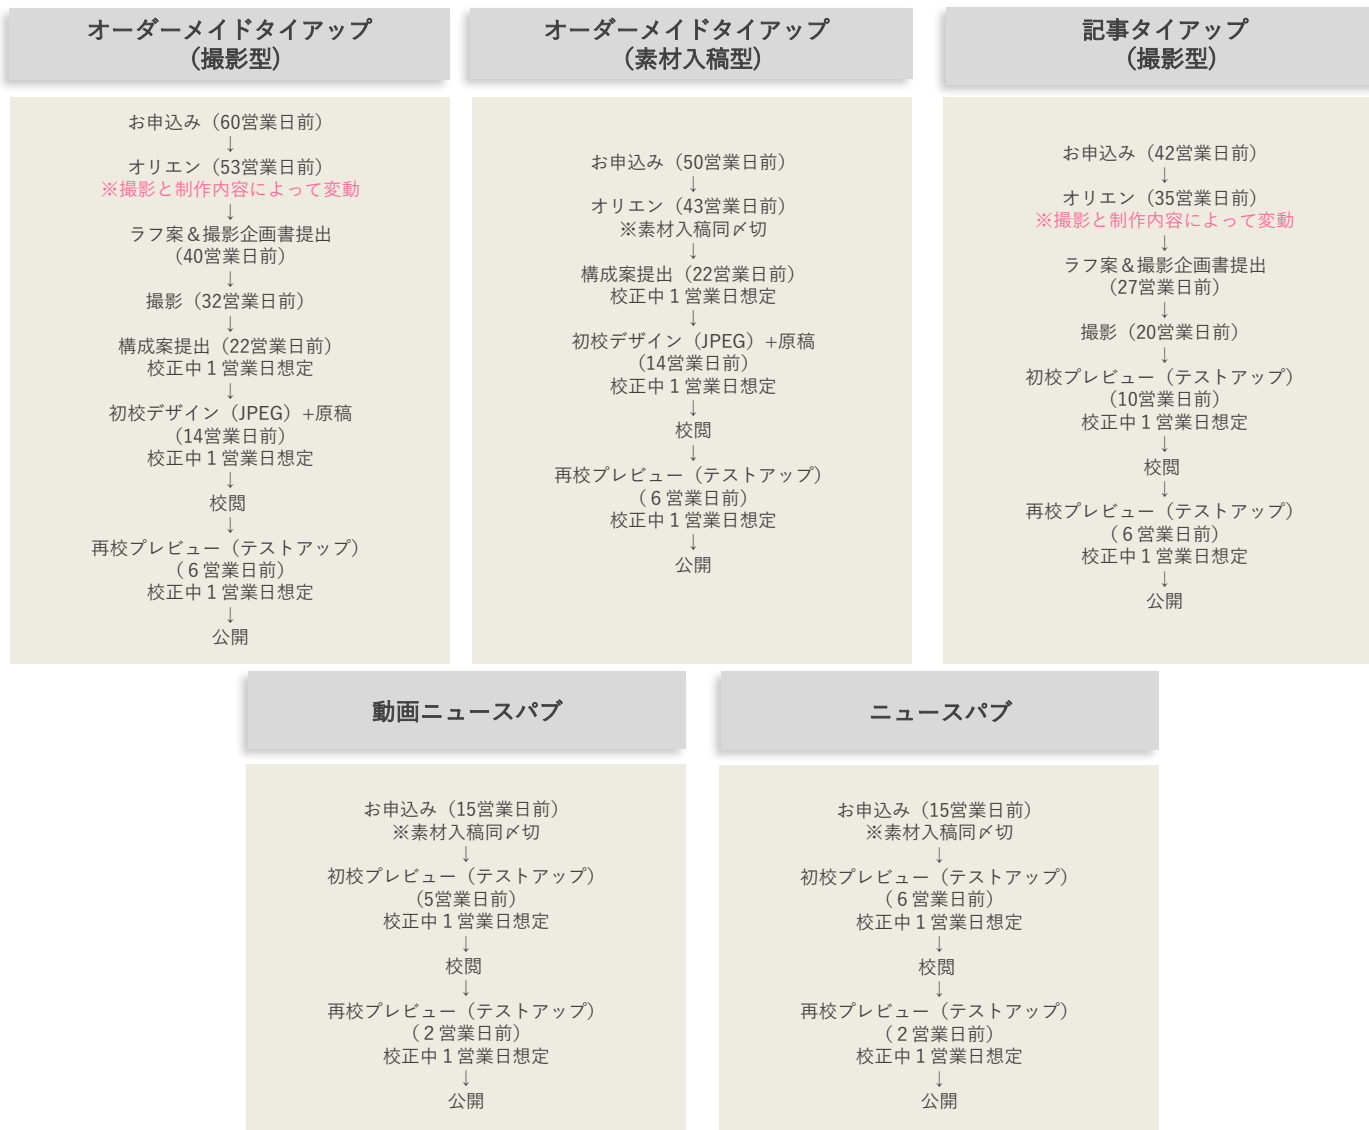 オーダーメイドタイアップ
(撮影型)
お申込み（60営業日前）
↓
オリエン（53営業日前）
※撮影と制作内容によって変動
↓
ラフ案＆撮影企画書提出
（40営業日前）
↓
撮影（32営業日前）
↓
構成案提出（22営業日前）
校正中１営業日想定
↓
初校デザイン（JPEG）+原稿
（14営業日前）
校正中１営業日想定
↓
校閲
↓
再校プレビュー（テストアップ）
（６営業日前）
校正中１営業日想定
↓
公開
オーダーメイドタイアップ
(素材入稿型)
お申込み（50営業日前）
↓
オリエン（43営業日前）
※素材入稿同〆切
↓
構成案提出（22営業日前）
校正中１営業日想定
↓
初校デザイン（JPEG）+原稿
（14営業日前）
校正中１営業日想定
↓
校閲
↓
再校プレビュー（テストアップ）
（６営業日前）
校正中１営業日想定
↓
公開
記事タイアップ
(撮影型)
お申込み（42営業日前）
↓
オリエン（35営業日前）
※撮影と制作内容によって変動
↓
ラフ案＆撮影企画書提出
（27営業日前）
↓
撮影（20営業日前）
↓
初校プレビュー（テストアップ）
（10営業日前）
校正中１営業日想定
↓
校閲
↓
再校プレビュー（テストアップ）
（６営業日前）
校正中１営業日想定
↓
公開
動画ニュースパブ
お申込み（15営業日前）
※素材入稿同〆切
↓
初校プレビュー（テストアップ）
（5営業日前）
校正中１営業日想定
↓
校閲
↓
再校プレビュー（テストアップ）
（２営業日前）
校正中１営業日想定
↓
公開
ニュースパブ
お申込み（15営業日前）
※素材入稿同〆切
↓
初校プレビュー（テストアップ）
（６営業日前）
校正中１営業日想定
↓
校閲
↓
再校プレビュー（テストアップ）
（２営業日前）
校正中１営業日想定
↓
公開